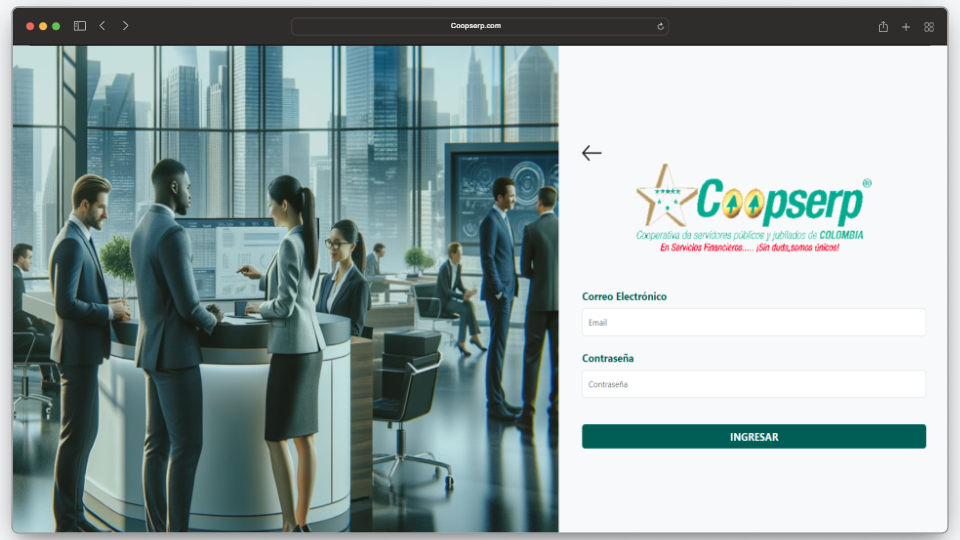 Coopserp.com
Coopserp®
Cooperativa de servidores públicos y jubilados de COLOMBIA
En Servicios Financieros..... ¡Sin duda,somos únicos!
Correo Electrónico
Email
Contraseña
Contraseña
INGRESAR